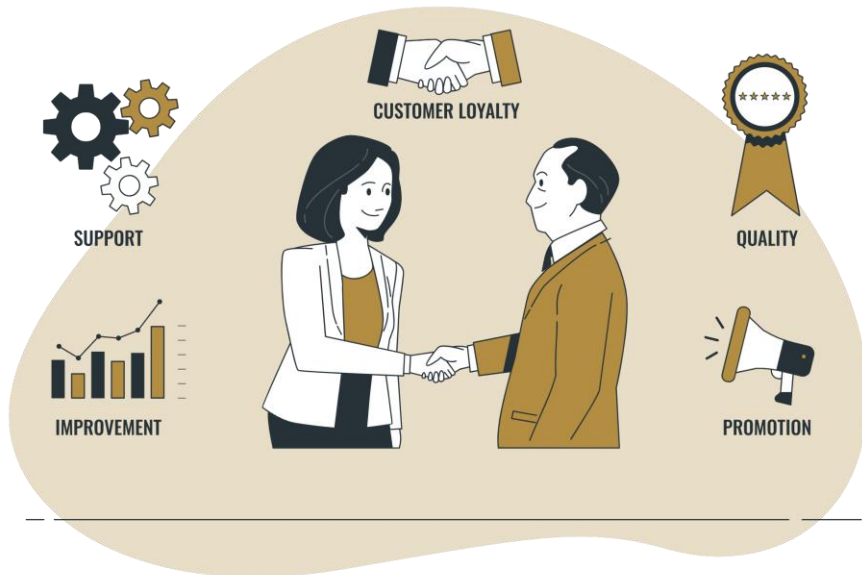 CUSTOMER LOYALTY
SUPPORT
QUALITY
IMPROVEMENT
PROMOTION